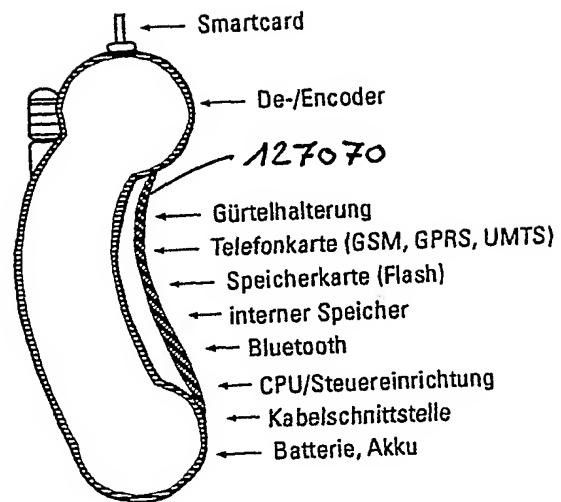 Smartcard
De-/Encoder
127070
Gürtelhalterung
Telefonkarte (GSM, GPRS, UMTS)
Speicherkarte (Flash)
interner Speicher
Bluetooth
CPU/Steuereinrichtung
Kabelschnittstelle
Batterie, Akku